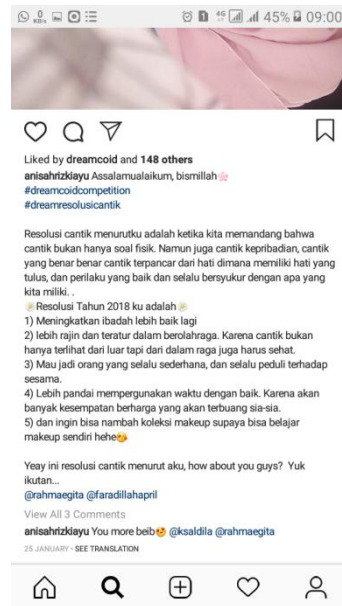 0
KB/s
4G
45% 09:00
Liked by dreamcoid and 148 others
anisahrizkiayu Assalamualaikum, bismillah🌸
#dreamcoidcompetition
#dreamresolusicantik
Resolusi cantik menurutku adalah ketika kita memandang bahwa
cantik bukan hanya soal fisik. Namun juga cantik kepribadian, cantik
yang benar benar cantik terpancar dari hati dimana memiliki hati yang
tulus, dan perilaku yang baik dan selalu bersyukur dengan apa yang
kita miliki. .
🌼Resolusi Tahun 2018 ku adalah🌼
1) Meningkatkan ibadah lebih baik lagi
2) lebih rajin dan teratur dalam berolahraga. Karena cantik bukan
hanya terlihat dari luar tapi dari dalam raga juga harus sehat.
3) Mau jadi orang yang selalu sederhana, dan selalu peduli terhadap
sesama.
4) Lebih pandai mempergunakan waktu dengan baik. Karena akan
banyak kesempatan berharga yang akan terbuang sia-sia.
5) dan ingin bisa nambah koleksi makeup supaya bisa belajar
makeup sendiri hehe😘
Yeay ini resolusi cantik menurut aku, how about you guys? Yuk
ikutan...
@rahmaegita @faradillahapril
View All 3 Comments
anisahrizkiayu You more beib😘 @ksaldila @rahmaegita
25 JANUARY • SEE TRANSLATION